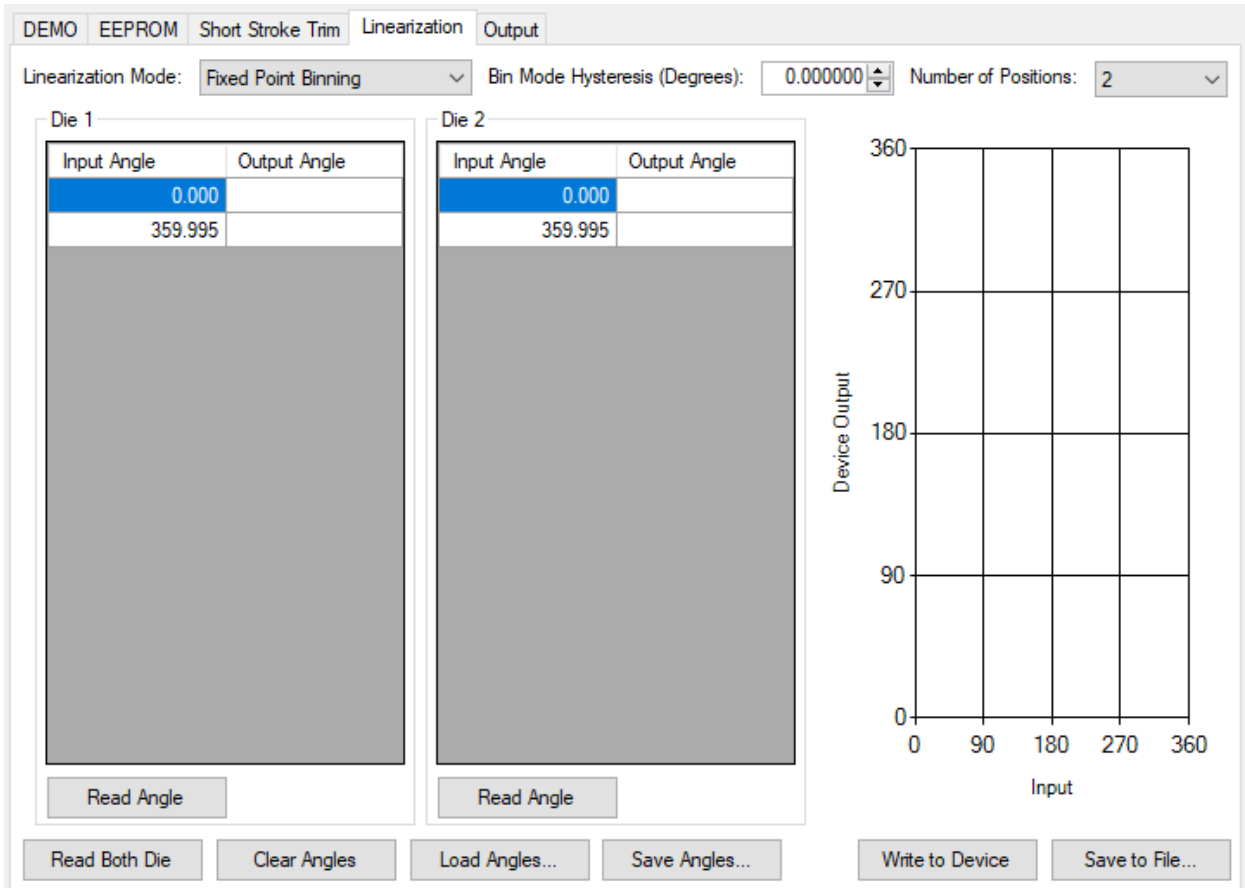 DEMO EEPROM Short Stroke Trim Linearization Output
Linearization Mode: Fixed Point Binning Bin Mode Hysteresis (Degrees): 0.000000 Number of Positions: 2
Die 1
Input Angle Output Angle
0.000
359.995
Read Angle
Die 2
Input Angle Output Angle
0.000
359.995
Read Angle
360
270
180
90
0
Device Output
0 90 180 270 360
Input
Read Both Die Clear Angles Load Angles... Save Angles... Write to Device Save to File...